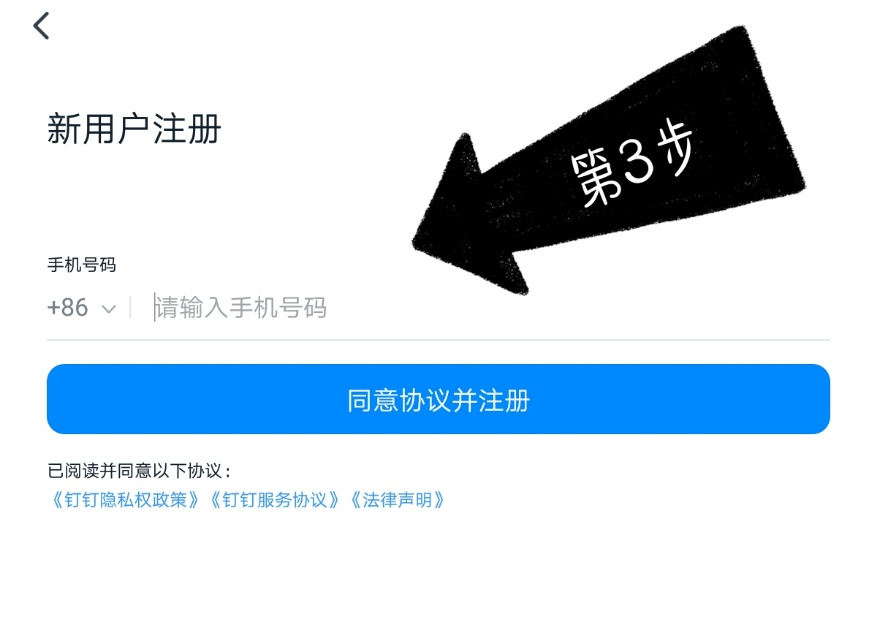 新用户注册
第3步
手机号码
+86 请输入手机号码
同意协议并注册
已阅读并同意以下协议：
《钉钉隐私权政策》《钉钉服务协议》《法律声明》